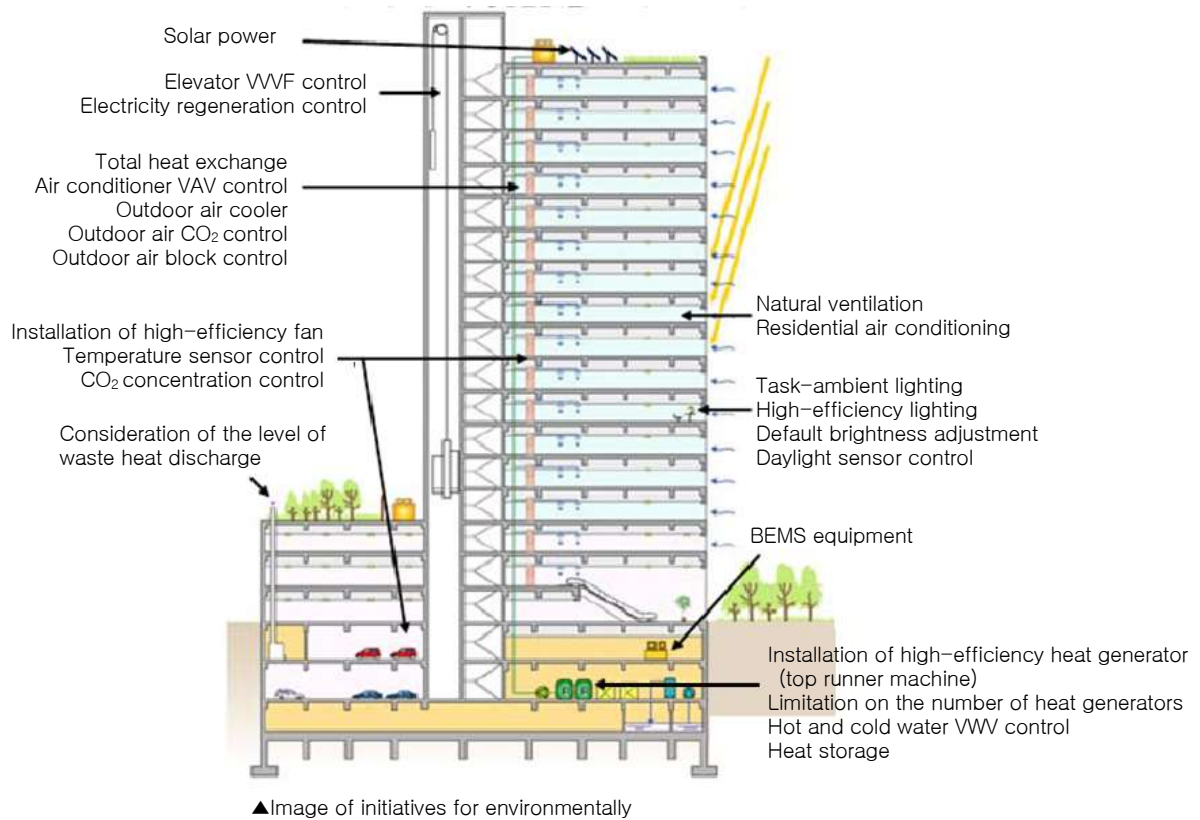 Solar power
Elevator VVVF control
Electricity regeneration control
Total heat exchange
Air conditioner VAV control
Outdoor air cooler
Outdoor air CO₂ control
Outdoor air block control
Installation of high-efficiency fan
Temperature sensor control
CO₂ concentration control
Consideration of the level of
waste heat discharge
Natural ventilation
Residential air conditioning
Task-ambient lighting
High-efficiency lighting
Default brightness adjustment
Daylight sensor control
BEMS equipment
Installation of high-efficiency heat generator
(top runner machine)
Limitation on the number of heat generators
Hot and cold water VWV control
Heat storage
▲Image of initiatives for environmentally